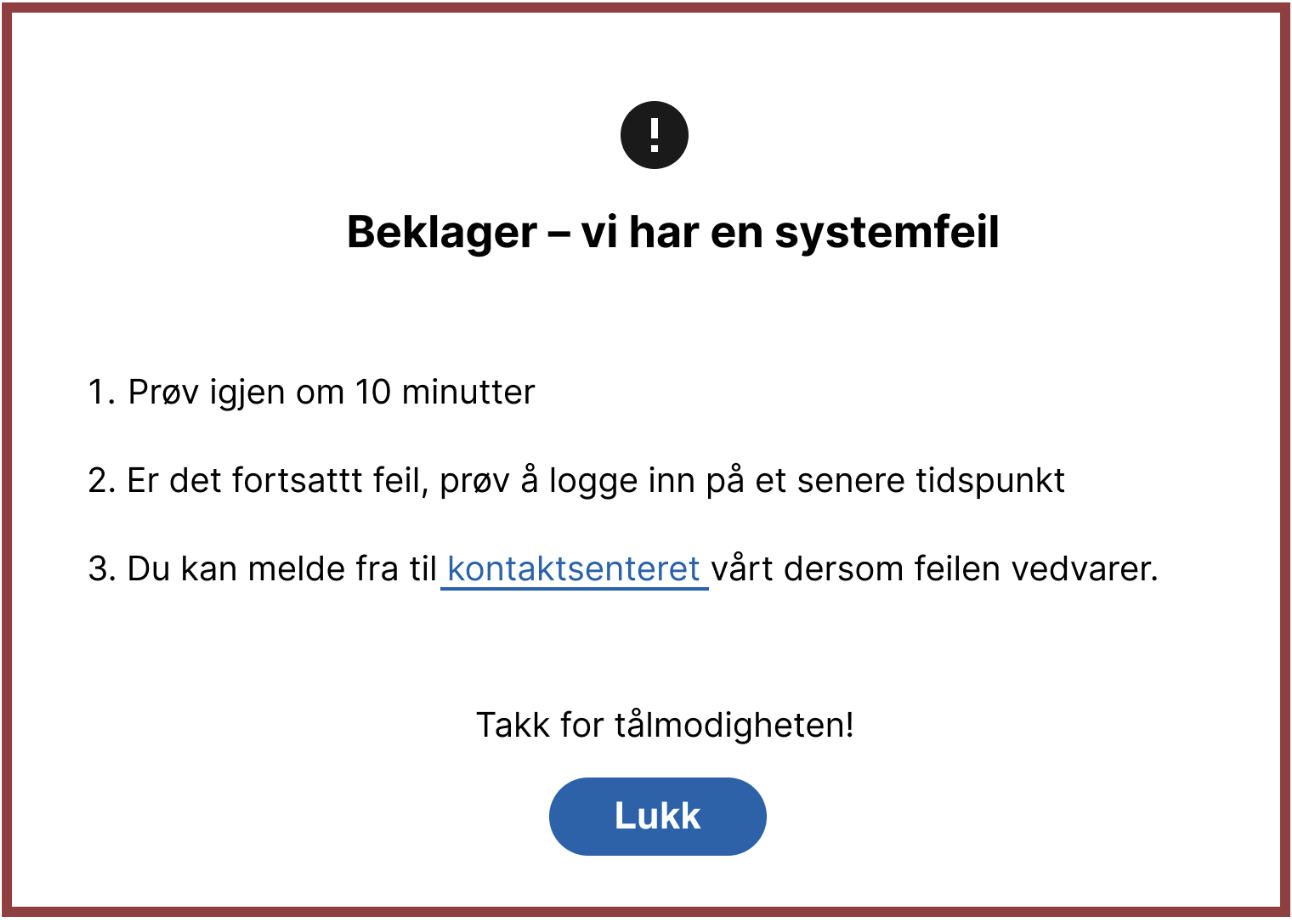 Beklager – vi har en systemfeil
1. Prøv igjen om 10 minutter
2. Er det fortsattt feil, prøv å logge inn på et senere tidspunkt
3. Du kan melde fra til kontaktsenteret vårt dersom feilen vedvarer.
Takk for tålmodigheten!
Lukk